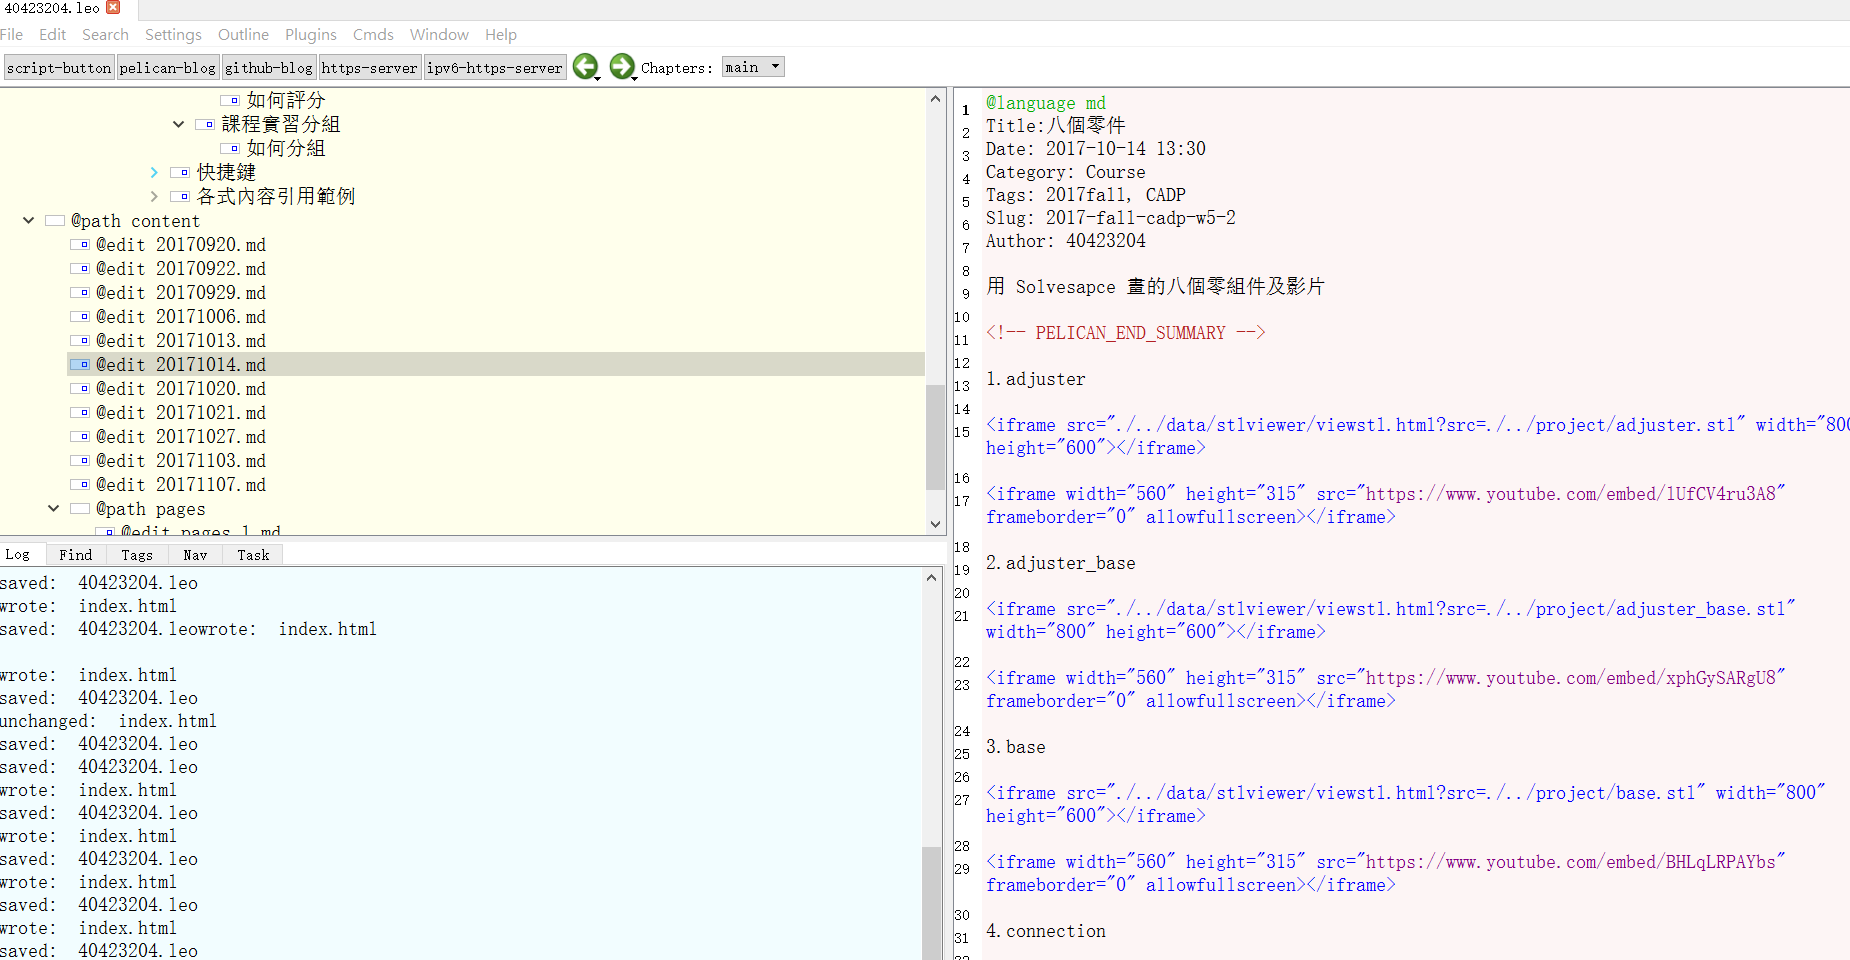 40423204.leo
File Edit Search Settings Outline Plugins Cmds Window Help
script-button pelican-blog github-blog https-server ipv6-https-server Chapters: main
如何評分
課程實習分組
如何分組
快捷鍵
各式內容引用範例
@path content
@edit 20170920.md
@edit 20170922.md
@edit 20170929.md
@edit 20171006.md
@edit 20171013.md
@edit 20171014.md
@edit 20171020.md
@edit 20171021.md
@edit 20171027.md
@edit 20171103.md
@edit 20171107.md
@path pages
@edit pages_1.md
Log Find Tags Nav Task
saved: 40423204.leo
wrote: index.html
saved: 40423204.leowrote: index.html
wrote: index.html
saved: 40423204.leo
unchanged: index.html
saved: 40423204.leo
saved: 40423204.leo
wrote: index.html
saved: 40423204.leo
wrote: index.html
saved: 40423204.leo
wrote: index.html
saved: 40423204.leo
wrote: index.html
saved: 40423204.leo
1 @language md
2 Title:八個零件
3 Date: 2017-10-14 13:30
4 Category: Course
5 Tags: 2017fall, CADP
6 Slug: 2017-fall-cadp-w5-2
7 Author: 40423204
8
9 用 Solvesapce 畫的八個零組件及影片
10
11 <!-- PELICAN_END_SUMMARY -->
12
13 1.adjuster
14
15 <iframe src="./../data/stlviewer/viewstl.html?src=./../project/adjuster.stl" width="800
height="600"></iframe>
16
17 <iframe width="560" height="315" src="https://www.youtube.com/embed/lUfCV4ru3A8"
frameborder="0" allowfullscreen></iframe>
18
19 2.adjuster_base
20
21 <iframe src="./../data/stlviewer/viewstl.html?src=./../project/adjuster_base.stl"
width="800" height="600"></iframe>
22
23 <iframe width="560" height="315" src="https://www.youtube.com/embed/xphGySARgU8"
frameborder="0" allowfullscreen></iframe>
24
25 3.base
26
27 <iframe src="./../data/stlviewer/viewstl.html?src=./../project/base.stl" width="800"
height="600"></iframe>
28
29 <iframe width="560" height="315" src="https://www.youtube.com/embed/BHLqLRPAYbs"
frameborder="0" allowfullscreen></iframe>
30
31 4.connection